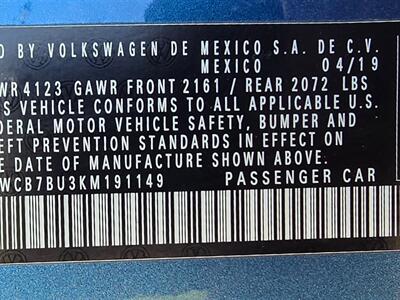 D BY VOLKSWAGEN DE MEXICO S.A. DE C.V.
MEXICO 04/19
WR 4123 GAWR FRONT 2161 / REAR 2072 LBS
S VEHICLE CONFORMS TO ALL APPLICABLE U.S.
DERAL MOTOR VEHICLE SAFETY, BUMPER AND
EFT PREVENTION STANDARDS IN EFFECT ON
E DATE OF MANUFACTURE SHOWN ABOVE.
WCB7BU3KM191149 PASSENGER CAR